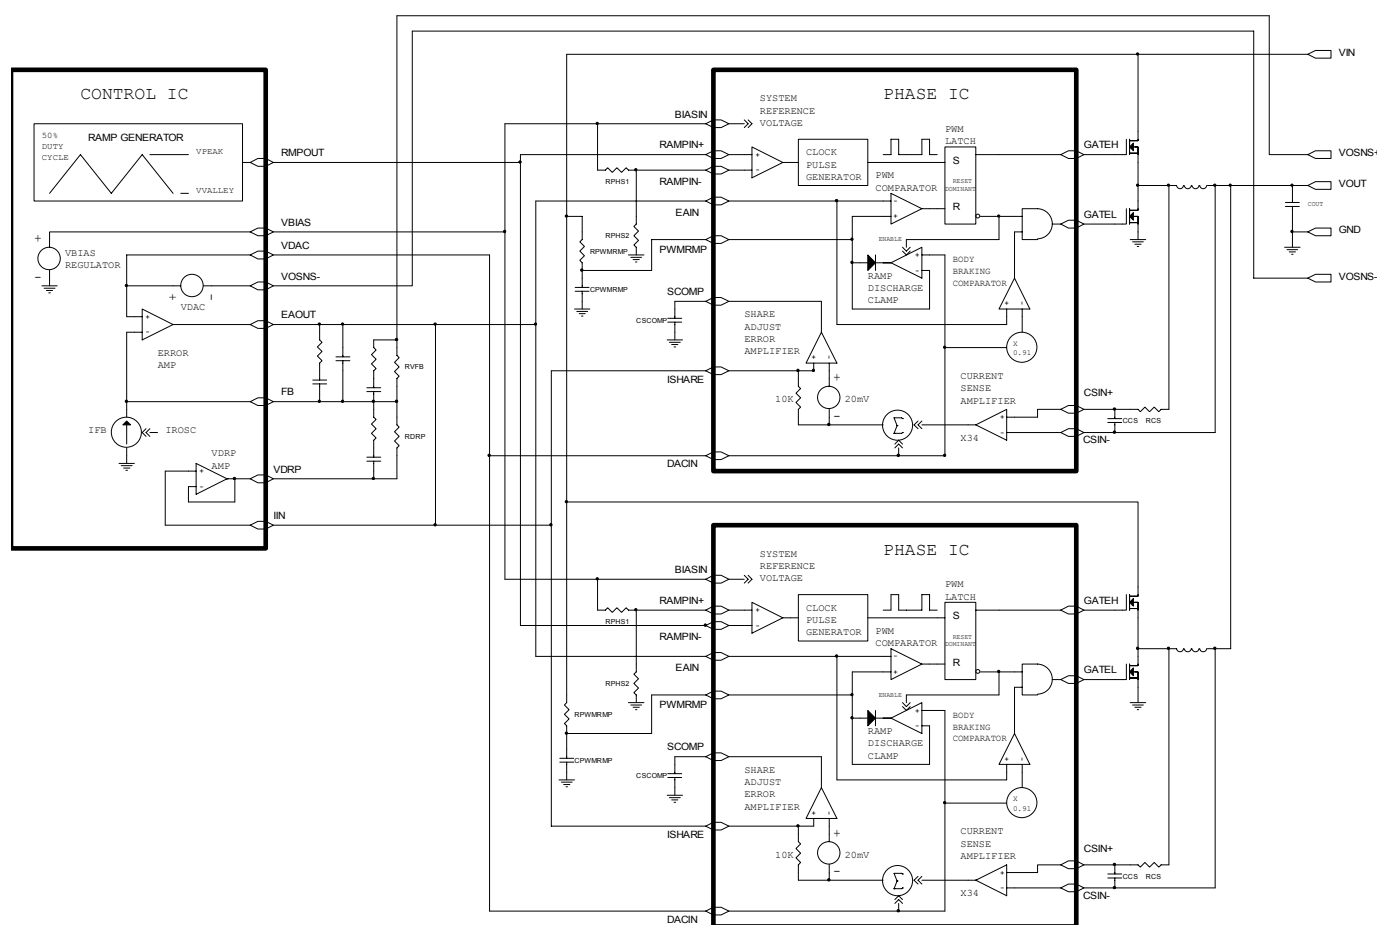 CONTROL IC
50%
DUTY
CYCLE
RAMP GENERATOR
VPEAK
VVALLEY
RMPOUT
VBIAS
+
-
VBIAS
REGULATOR
VDAC
VOSNS-
+
-
VDAC
EAOUT
+
-
ERROR
AMP
RVFB
FB
IFB
IROSC
RDRP
VDRP
AMP
+
-
VDRP
IIN
PHASE IC
BIASIN
SYSTEM
REFERENCE
VOLTAGE
RAMPIN+
RPHS1
RAMPIN-
+
-
CLOCK
PULSE
GENERATOR
PWM
LATCH
S
RESET
DOMINANT
R
PWM
COMPARATOR
-
+
EAIN
RPHS2
PWMRMP
RPWMRMP
CPWMRMP
ENABLE
+
-
RAMP
DISCHARGE
CLAMP
BODY
BRAKING
COMPARATOR
+
-
SCOMP
CSCOMP
SHARE
ADJUST
ERROR
AMPLIFIER
+
-
X
0.91
ISHARE
10K
+
20mV
-
CURRENT
SENSE
AMPLIFIER
+
-
X34
Σ
DACIN
GATEH
GATEL
CSIN+
CCS
RCS
CSIN-
VIN
VOSNS+
VOUT
COUT
GND
VOSNS-
PHASE IC
BIASIN
SYSTEM
REFERENCE
VOLTAGE
RAMPIN+
RPHS1
RAMPIN-
+
-
CLOCK
PULSE
GENERATOR
PWM
LATCH
S
RESET
DOMINANT
R
PWM
COMPARATOR
-
+
EAIN
RPHS2
PWMRMP
RPWMRMP
CPWMRMP
ENABLE
+
-
RAMP
DISCHARGE
CLAMP
BODY
BRAKING
COMPARATOR
+
-
SCOMP
CSCOMP
SHARE
ADJUST
ERROR
AMPLIFIER
+
-
X
0.91
ISHARE
10K
+
20mV
-
CURRENT
SENSE
AMPLIFIER
+
-
X34
Σ
DACIN
GATEH
GATEL
CSIN+
CCS
RCS
CSIN-